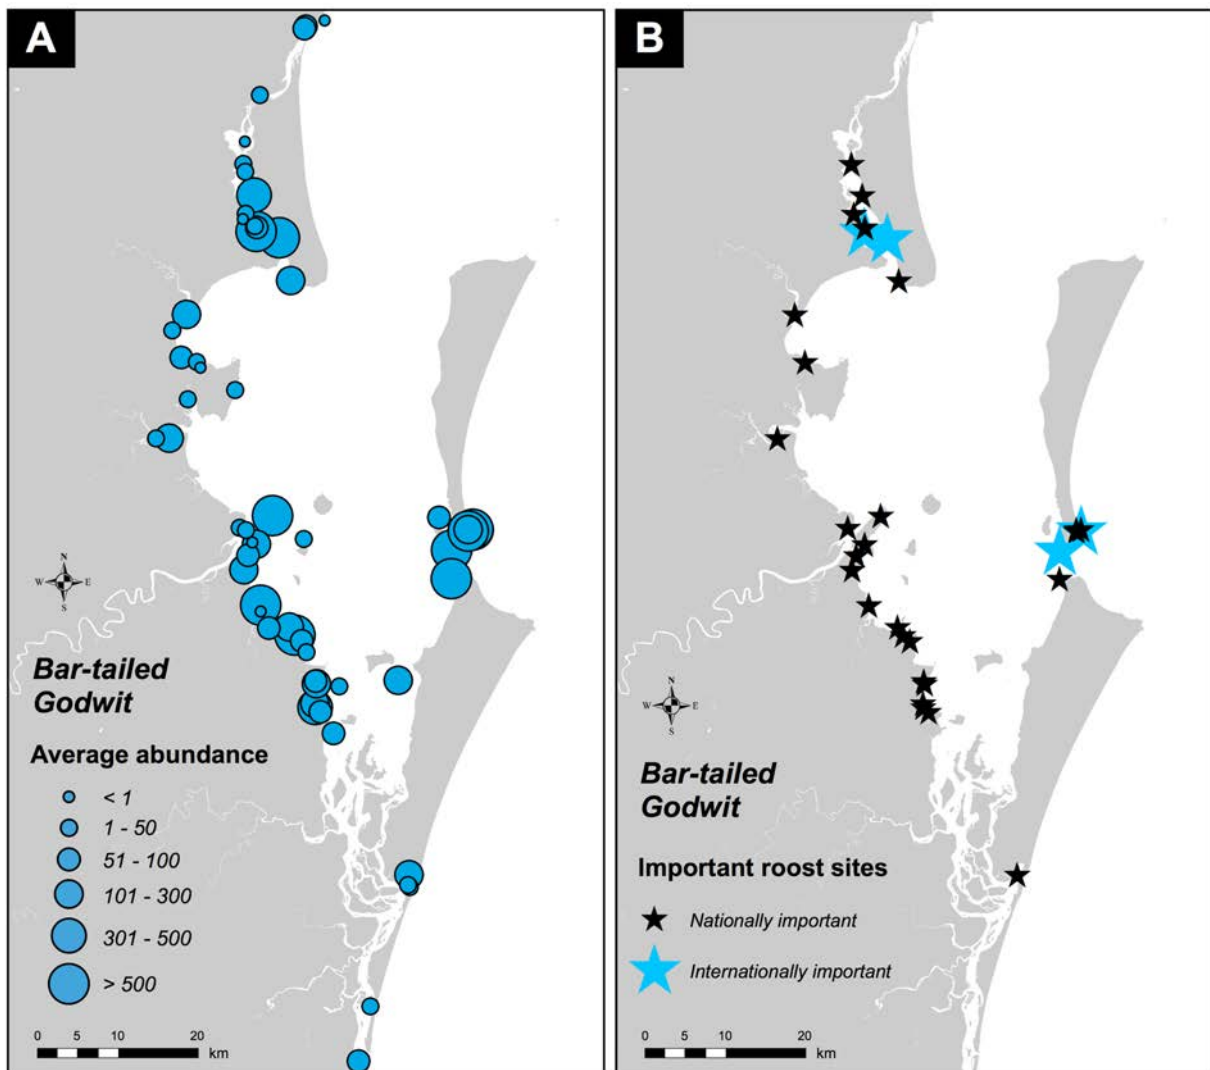 A
N
W E
S
Bar-tailed
Godwit
Average abundance
< 1
1 - 50
51 - 100
101 - 300
301 - 500
> 500
0 5 10 20
km
B
N
W E
S
Bar-tailed
Godwit
Important roost sites
Nationally important
Internationally important
0 5 10 20
km